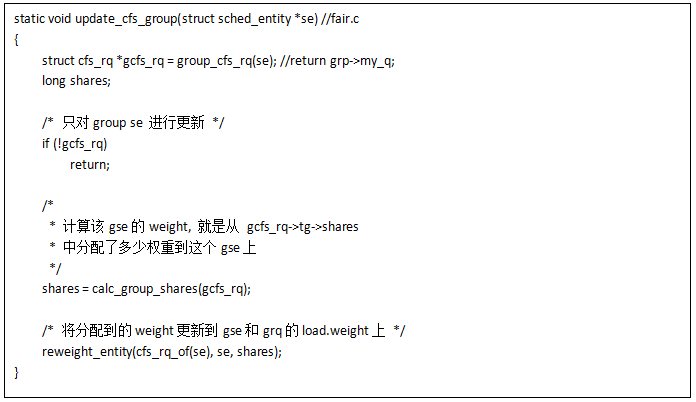 static void update_cfs_group(struct sched_entity *se) //fair.c
{
struct cfs_rq *gcfs_rq = group_cfs_rq(se); //return grp->my_q;
long shares;
/* 只对 group se 进行更新 */
if (!gcfs_rq)
return;
/*
* 计算该 gse 的 weight, 就是从 gcfs_rq->tg->shares
* 中分配了多少权重到这个 gse 上
*/
shares = calc_group_shares(gcfs_rq);
/* 将分配到的 weight 更新到 gse 和 grq 的 load.weight 上 */
reweight_entity(cfs_rq_of(se), se, shares);
}